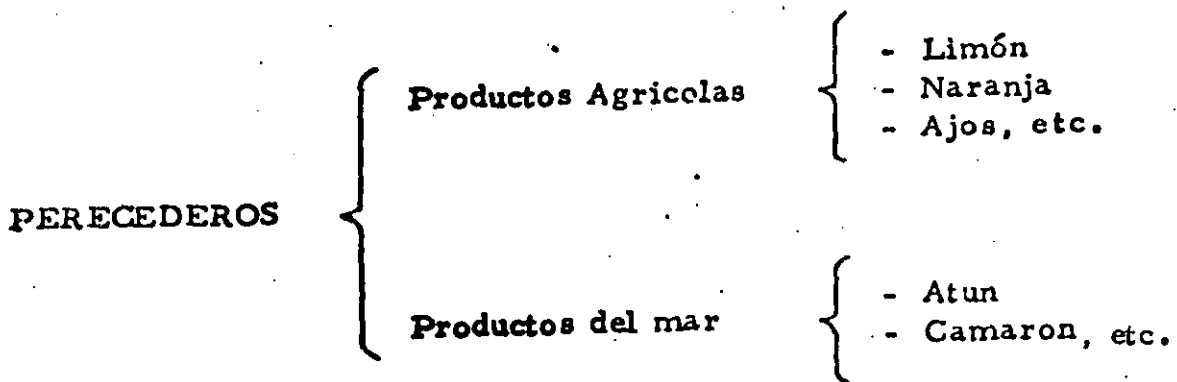 Productos Agricolas
- Limón
- Naranja
- Ajos, etc.
PERECEDEROS
Productos del mar
- Atun
- Camaron, etc.